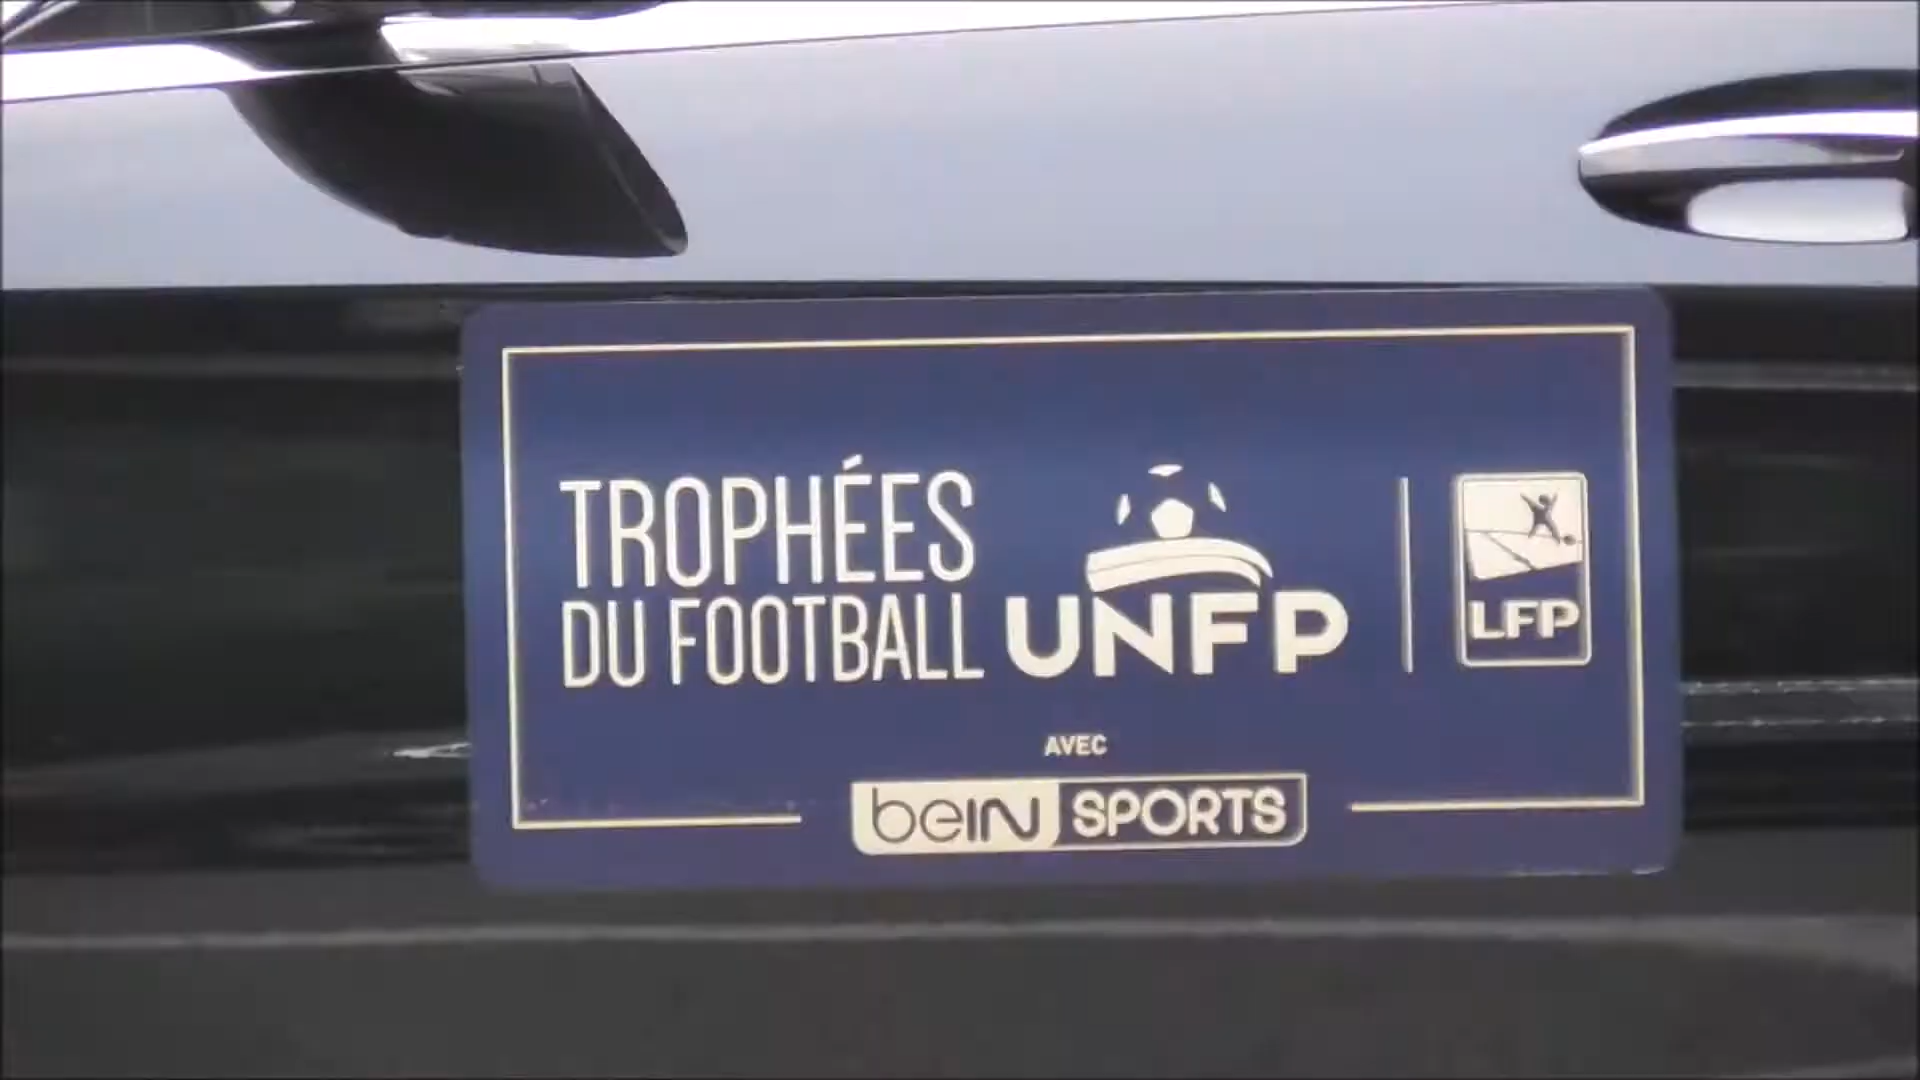 TROPHÉES
DU FOOTBALL UNFP
LFP
AVEC
beIN SPORTS